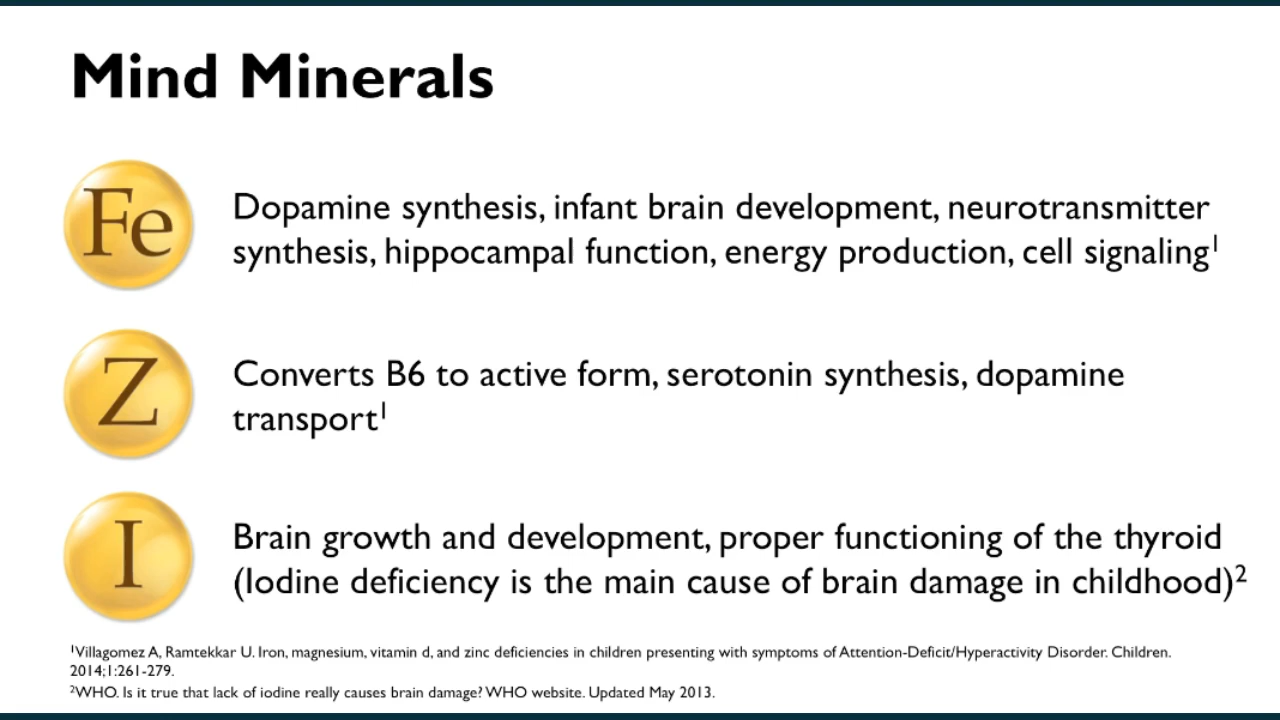 Mind Minerals
Fe
Dopamine synthesis, infant brain development, neurotransmitter
synthesis, hippocampal function, energy production, cell signaling¹
Z
Converts B6 to active form, serotonin synthesis, dopamine
transport¹
I
Brain growth and development, proper functioning of the thyroid
(Iodine deficiency is the main cause of brain damage in childhood)²
¹Villagomez A, Ramtekkar U. Iron, magnesium, vitamin d, and zinc deficiencies in children presenting with symptoms of Attention-Deficit/Hyperactivity Disorder. Children.
2014;1:261-279.
²WHO. Is it true that lack of iodine really causes brain damage? WHO website. Updated May 2013.